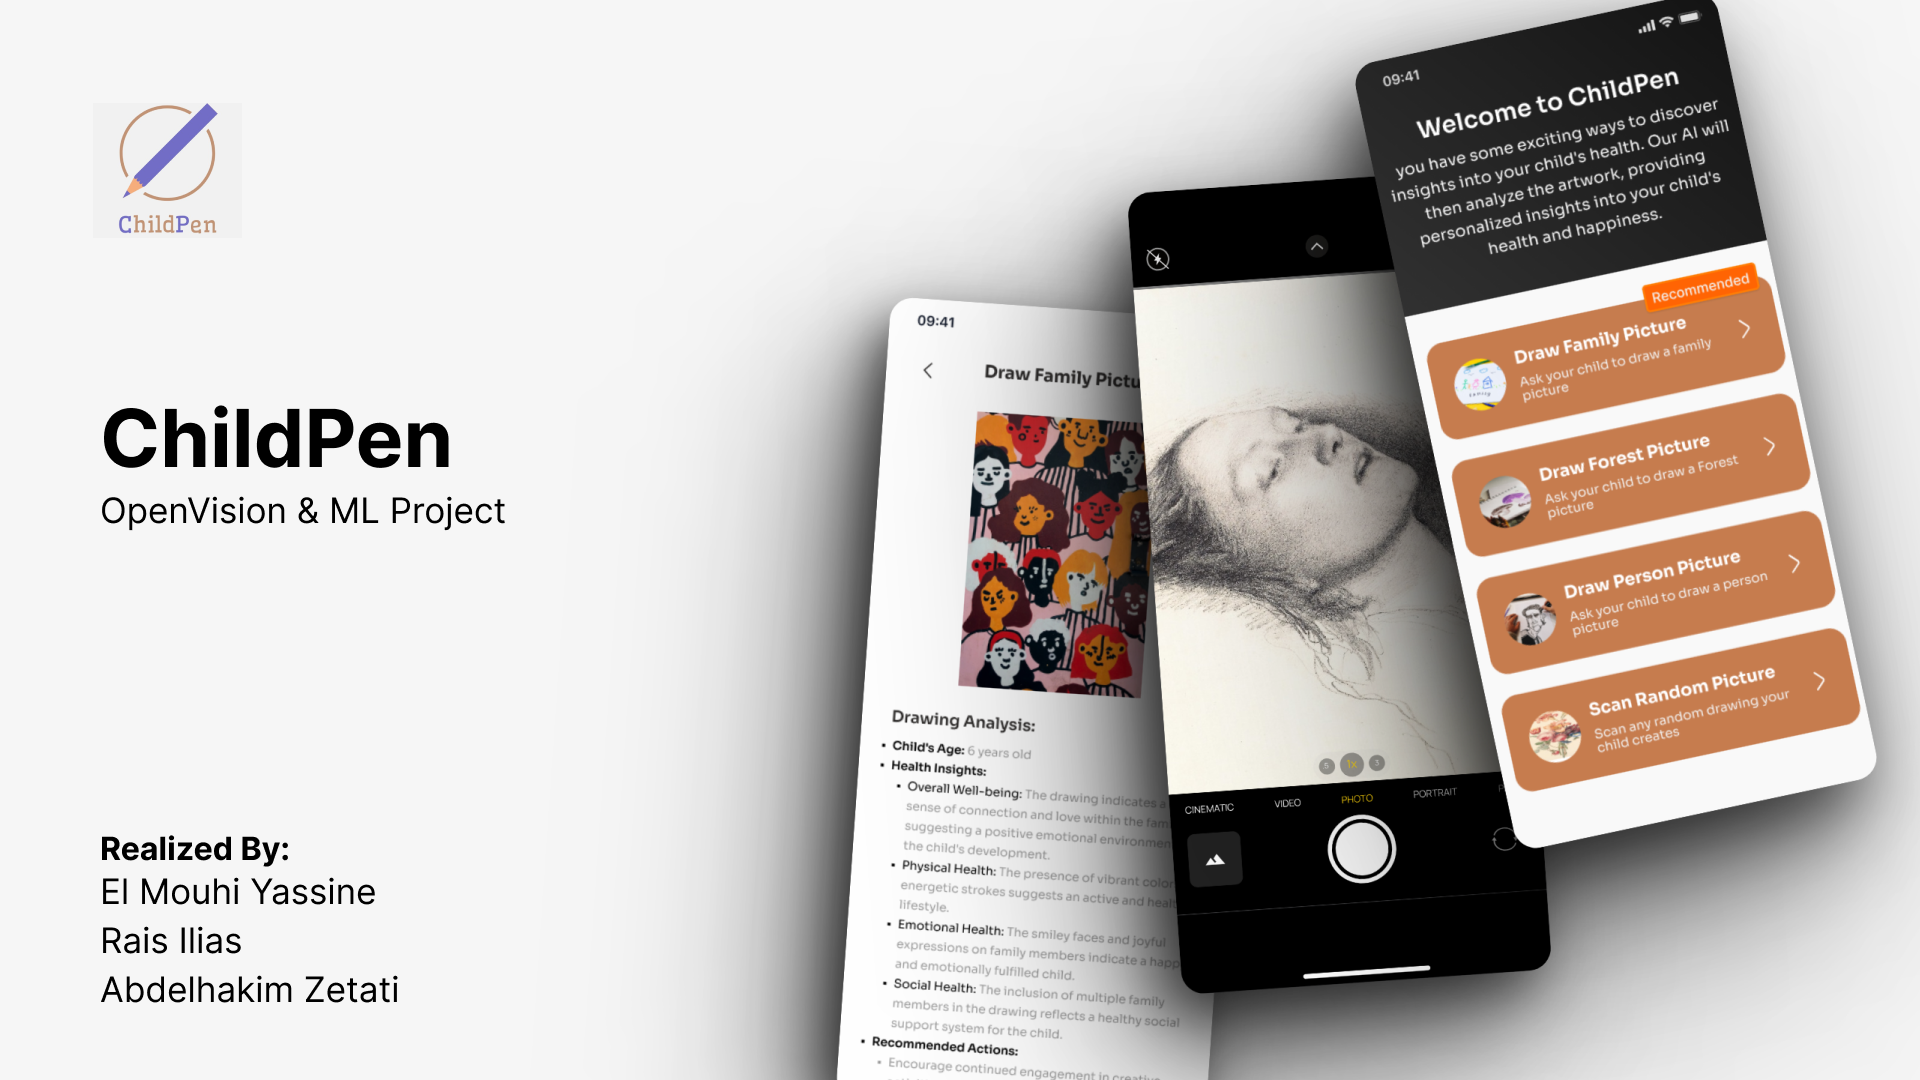 ChildPen
ChildPen
OpenVision & ML Project
Realized By:
El Mouhi Yassine
Rais Ilias
Abdelhakim Zetati
09:41
Draw Family Pictu
Drawing Analysis:
• Child's Age: 6 years old
• Health Insights:
• Overall Well-being: The drawing indicates a
sense of connection and love within the fam
suggesting a positive emotional environmen
the child's development.
• Physical Health: The presence of vibrant color
energetic strokes suggests an active and heal
lifestyle.
• Emotional Health: The smiley faces and joyful
expressions on family members indicate a happ
and emotionally fulfilled child.
• Social Health: The inclusion of multiple family
members in the drawing reflects a healthy social
support system for the child.
• Recommended Actions:
• Encourage continued engagement in creative
1x
CINEMATIC
VIDEO
PHOTO
PORTRAIT
09:41
Welcome to ChildPen
you have some exciting ways to discover
insights into your child's health. Our AI will
then analyze the artwork, providing
personalized insights into your child's
health and happiness.
Recommended
Draw Family Picture
Ask your child to draw a family
picture
Draw Forest Picture
Ask your child to draw a Forest
picture
Draw Person Picture
Ask your child to draw a person
picture
Scan Random Picture
Scan any random drawing your
child creates